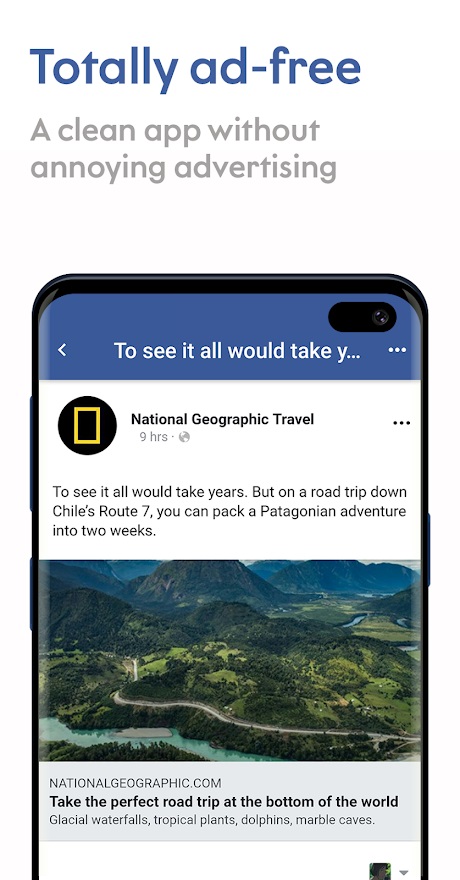 Totally ad-free
A clean app without
annoying advertising
To see it all would take y...
National Geographic Travel
9 hrs ·
To see it all would take years. But on a road trip down
Chile's Route 7, you can pack a Patagonian adventure
into two weeks.
NATIONALGEOGRAPHIC.COM
Take the perfect road trip at the bottom of the world
Glacial waterfalls, tropical plants, dolphins, marble caves.